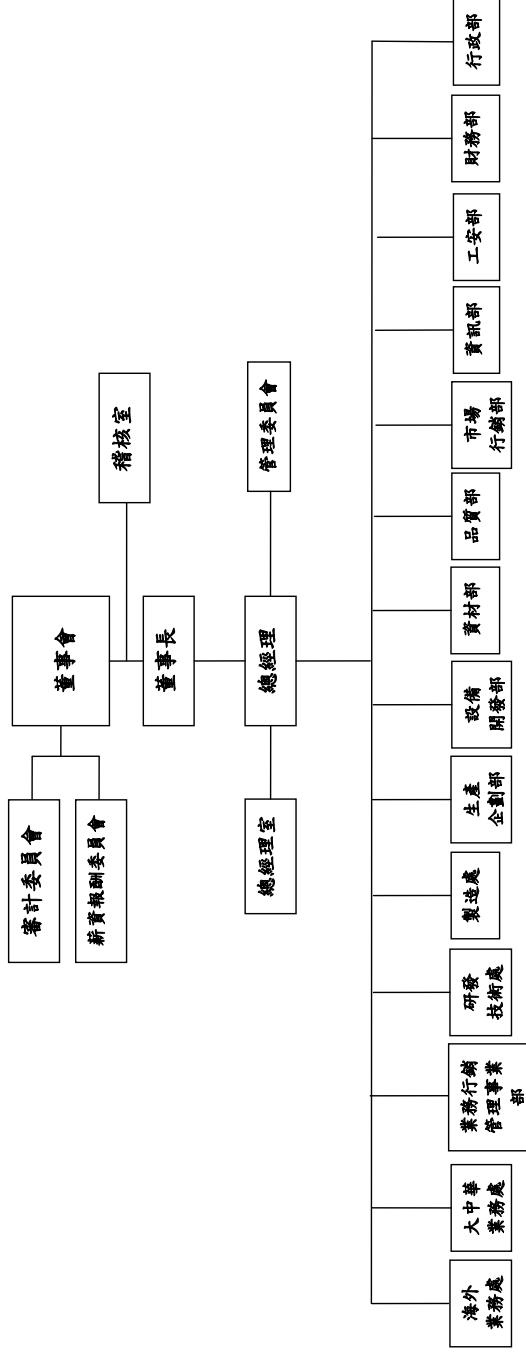 董事會
審計委員會
薪資報酬委員會
稽核室
董事長
總經理室
總經理
管理委員會
海外
業務處
大中華
業務處
業務行銷
管理事業
部
研發
技術處
製造處
生產
企劃部
設備
開發部
資材部
品質部
市場
行銷部
資訊部
工安部
財務部
行政部